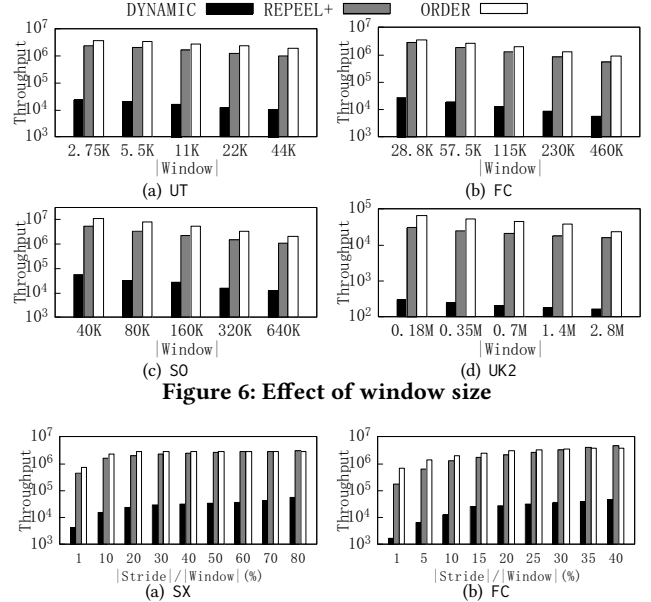 DYNAMIC REPEEL+ ORDER
Throughput
10^7
10^6
10^5
10^4
10^3
2.75K 5.5K 11K 22K 44K
|Window|
(a) UT
Throughput
10^7
10^6
10^5
10^4
10^3
28.8K 57.5K 115K 230K 460K
|Window|
(b) FC
Throughput
10^7
10^6
10^5
10^4
10^3
40K 80K 160K 320K 640K
|Window|
(c) SO
Throughput
10^5
10^4
10^3
10^2
0.18M 0.35M 0.7M 1.4M 2.8M
|Window|
(d) UK2
Figure 6: Effect of window size
Throughput
10^7
10^6
10^5
10^4
10^3
1 10 20 30 40 50 60 70 80
|Stride|/|Window|(%)
(a) SX
Throughput
10^7
10^6
10^5
10^4
10^3
1 5 10 15 20 25 30 35 40
|Stride|/|Window|(%)
(b) FC